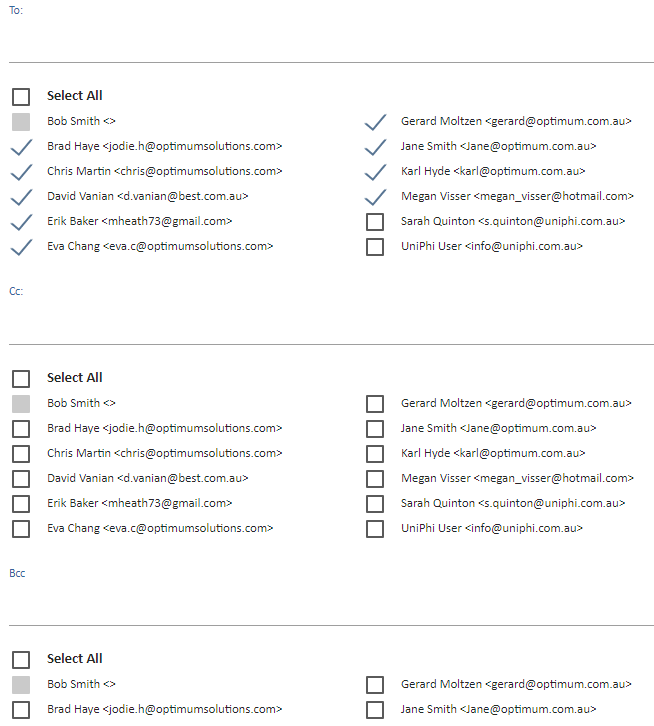 To:
Select All
Bob Smith <>
Gerard Moltzen <gerard@optimum.com.au>
Brad Haye <jodie.h@optimumsolutions.com>
Jane Smith <Jane@optimum.com.au>
Chris Martin <chris@optimumsolutions.com>
Karl Hyde <karl@optimum.com.au>
David Vanian <d.vanian@best.com.au>
Megan Visser <megan_visser@hotmail.com>
Erik Baker <mheath73@gmail.com>
Sarah Quinton <s.quinton@uniphi.com.au>
Eva Chang <eva.c@optimumsolutions.com>
UniPhi User <info@uniphi.com.au>
Cc:
Select All
Bob Smith <>
Gerard Moltzen <gerard@optimum.com.au>
Brad Haye <jodie.h@optimumsolutions.com>
Jane Smith <Jane@optimum.com.au>
Chris Martin <chris@optimumsolutions.com>
Karl Hyde <karl@optimum.com.au>
David Vanian <d.vanian@best.com.au>
Megan Visser <megan_visser@hotmail.com>
Erik Baker <mheath73@gmail.com>
Sarah Quinton <s.quinton@uniphi.com.au>
Eva Chang <eva.c@optimumsolutions.com>
UniPhi User <info@uniphi.com.au>
Bcc
Select All
Bob Smith <>
Gerard Moltzen <gerard@optimum.com.au>
Brad Haye <jodie.h@optimumsolutions.com>
Jane Smith <Jane@optimum.com.au>